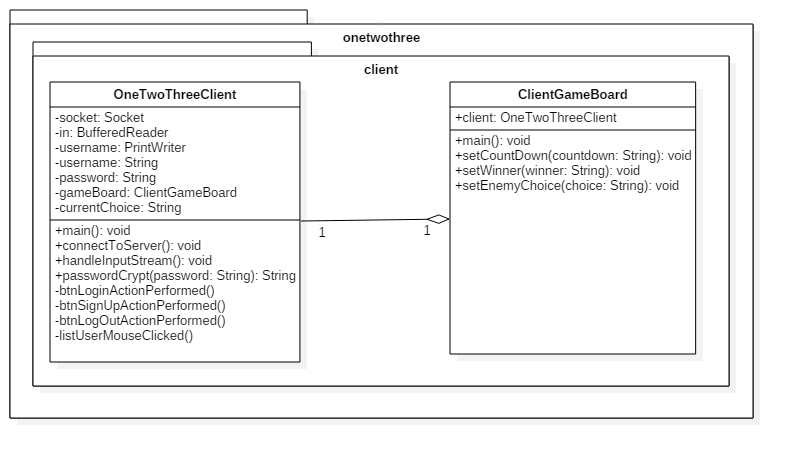 onetwothree
client
OneTwoThreeClient
-socket: Socket
-in: BufferedReader
-username: PrintWriter
-username: String
-password: String
-gameBoard: ClientGameBoard
-currentChoice: String
+main(): void
+connectToServer(): void
+handleInputStream(): void
+passwordCrypt(password: String): String
-btnLoginActionPerformed()
-btnSignUpActionPerformed()
-btnLogOutActionPerformed()
-listUserMouseClicked()
1
1
ClientGameBoard
+client: OneTwoThreeClient
+main(): void
+setCountDown(countdown: String): void
+setWinner(winner: String): void
+setEnemyChoice(choice: String): void